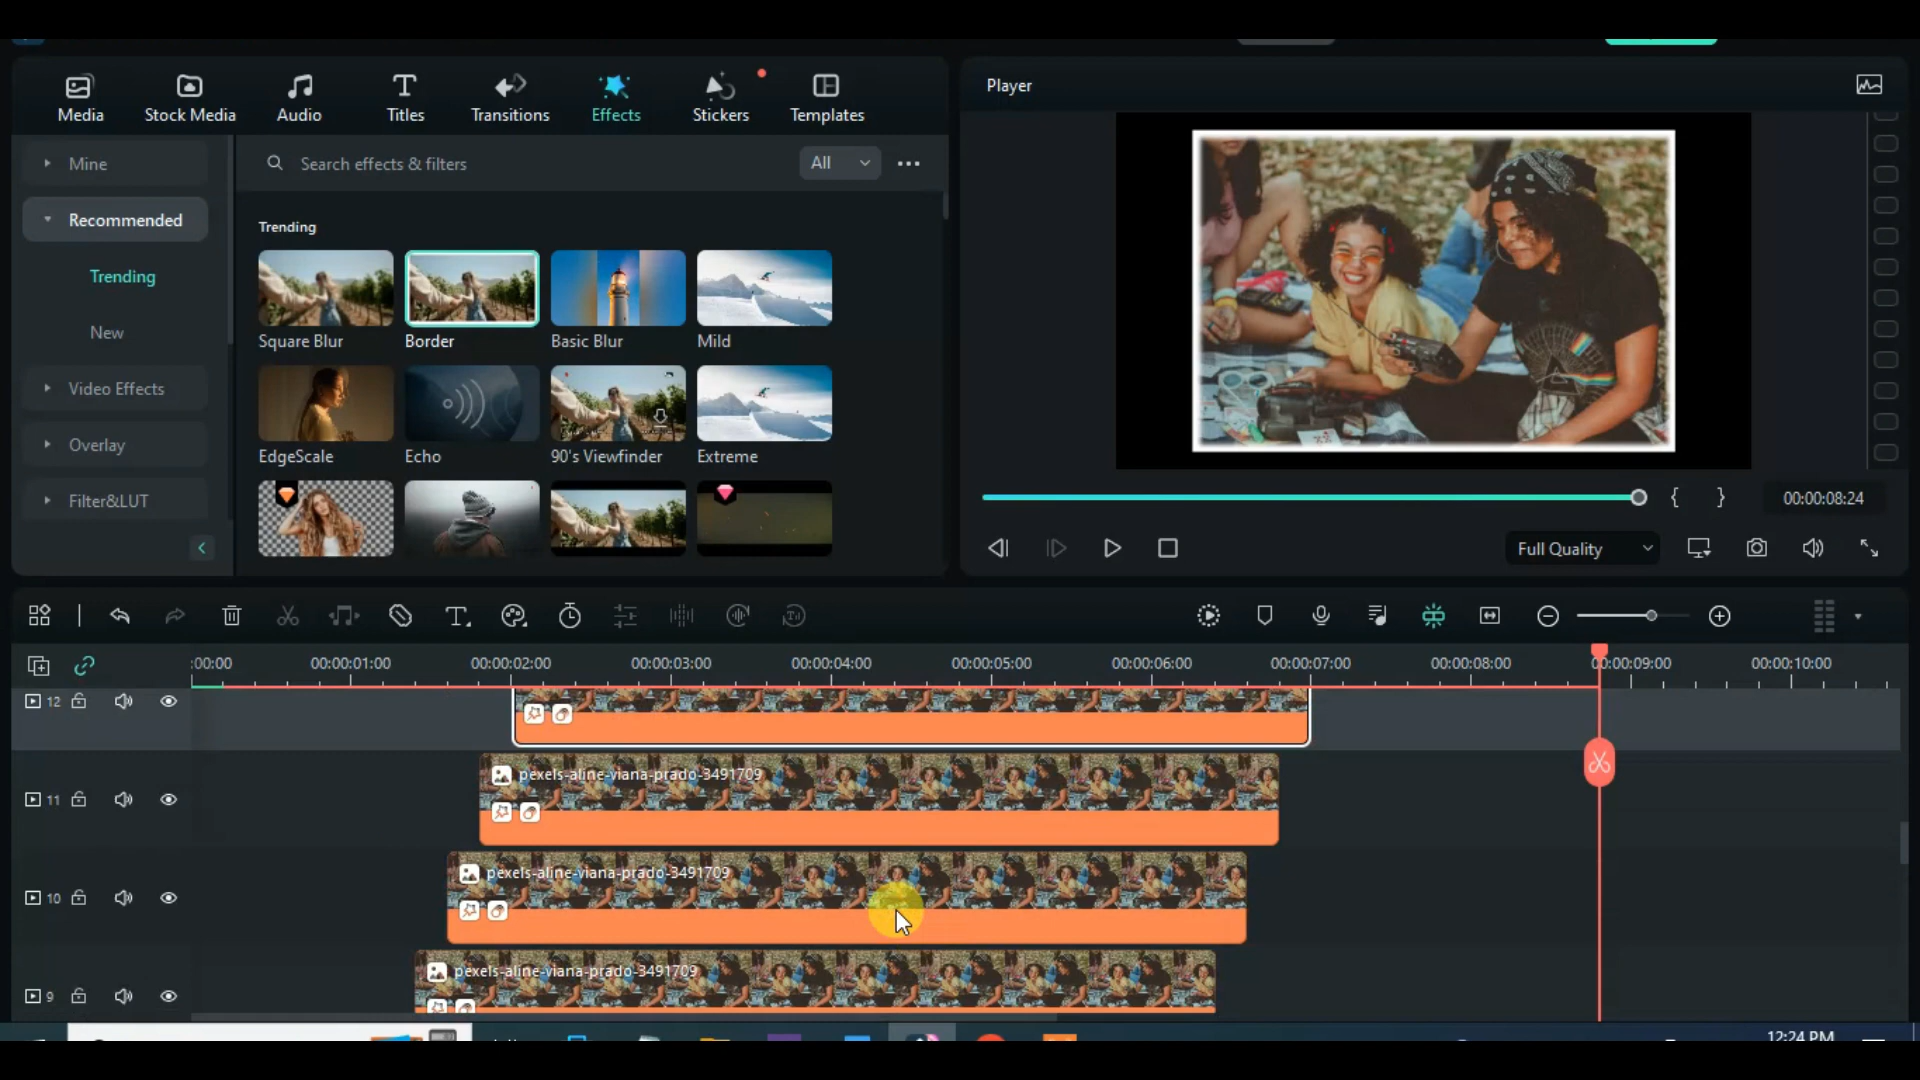 Media
Stock Media
Audio
Titles
Transitions
Effects
Stickers
Templates
Player
Mine
Search effects & filters
All
Recommended
Trending
Trending
New
Square Blur
Border
Basic Blur
Mild
Video Effects
Overlay
EdgeScale
Echo
90's Viewfinder
Extreme
Filter&LUT
{ }
00:00:08:24
Full Quality
:00:00
00:00:01:00
00:00:02:00
00:00:03:00
00:00:04:00
00:00:05:00
00:00:06:00
00:00:07:00
00:00:08:00
00:00:09:00
00:00:10:00
12
pexels-aline-viana-prado-3491709
11
pexels-aline-viana-prado-3491709
10
pexels-aline-viana-prado-3491709
9
12:24 PM